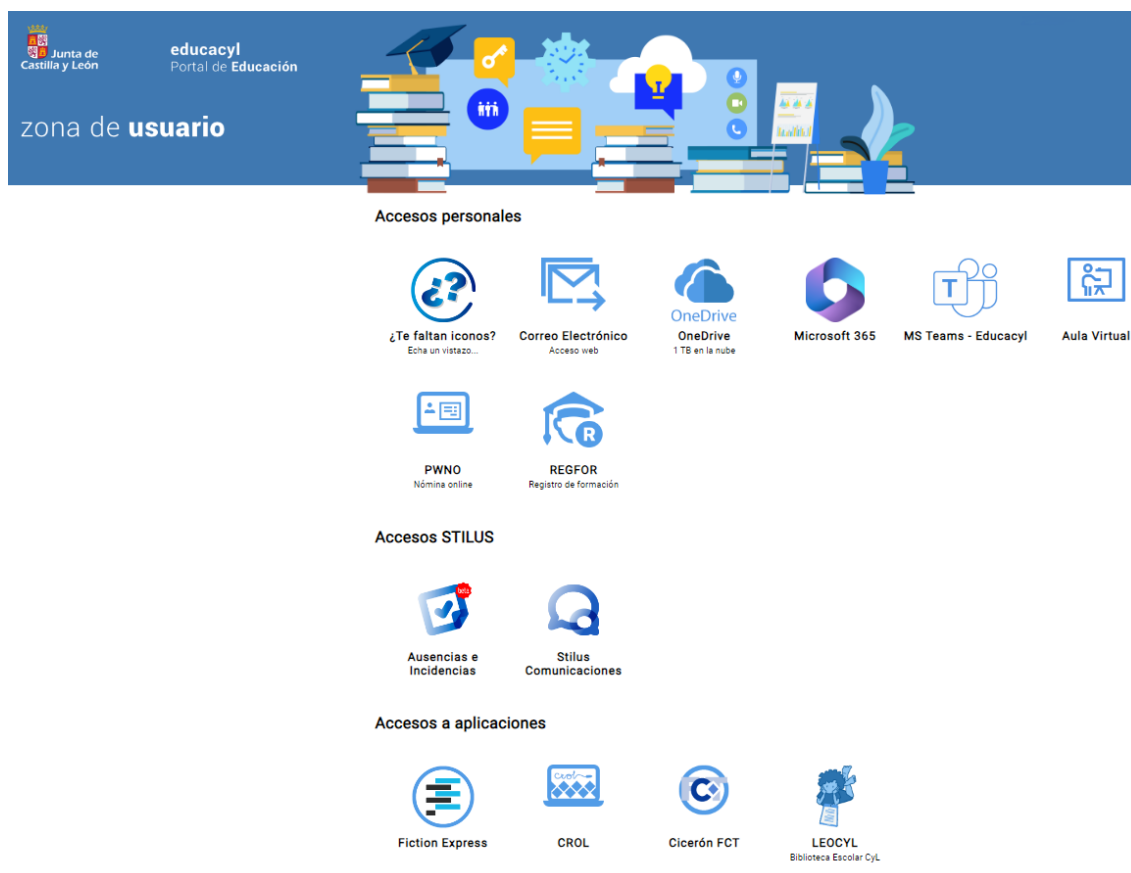 Junta de
Castilla y León
educacyl
Portal de Educación
zona de usuario
Accesos personales
¿Te faltan iconos?
Echa un vistazo...
Correo Electrónico
Acceso web
OneDrive
OneDrive
1 TB en la nube
Microsoft 365
T
MS Teams - Educacyl
Aula Virtual
PWNO
Nómina online
R
REGFOR
Registro de formación
Accesos STILUS
beta
Ausencias e
Incidencias
Stilus
Comunicaciones
Accesos a aplicaciones
Fiction Express
Crol
CROL
C
Cicerón FCT
LEOCYL
Biblioteca Escolar CyL